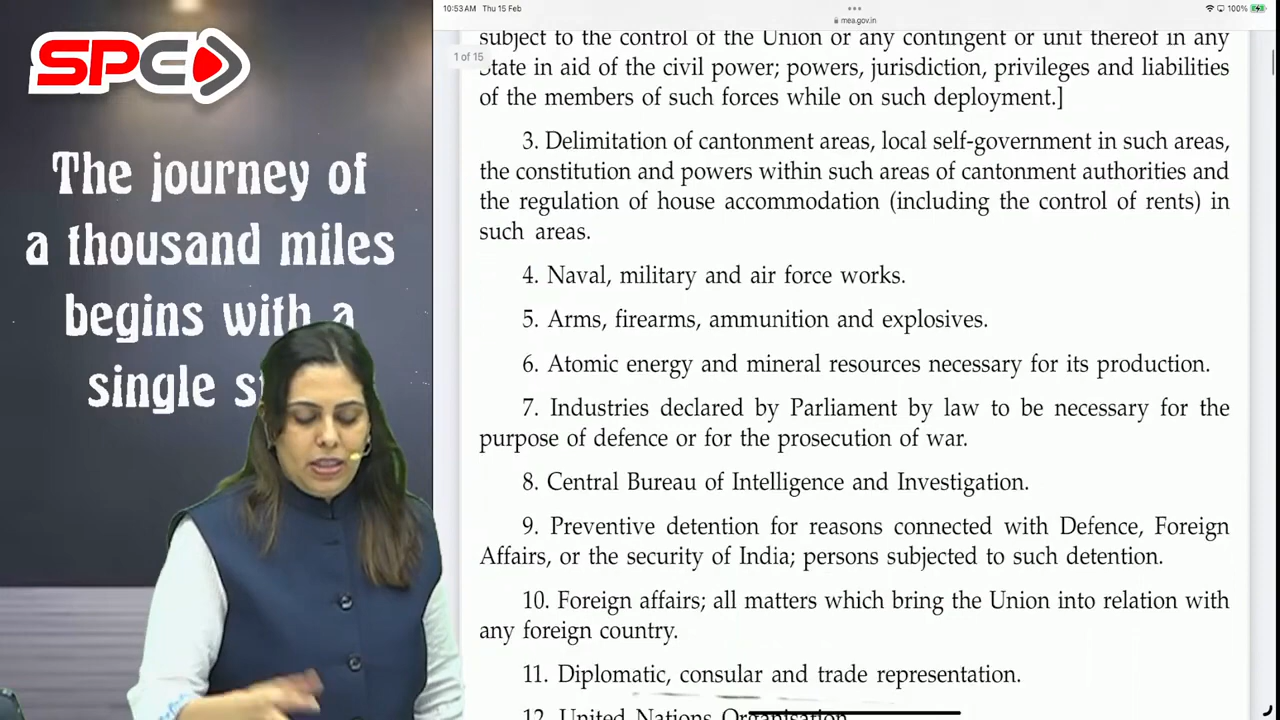 SPE
The journey of
a thousand miles
begins with a
single s
10:53 AM Thu 15 Feb
100%
mea.gov.in
1 of 15
subject to the control of the Union or any contingent or unit thereof in any
State in aid of the civil power; powers, jurisdiction, privileges and liabilities
of the members of such forces while on such deployment.]
3. Delimitation of cantonment areas, local self-government in such areas,
the constitution and powers within such areas of cantonment authorities and
the regulation of house accommodation (including the control of rents) in
such areas.
4. Naval, military and air force works.
5. Arms, firearms, ammunition and explosives.
6. Atomic energy and mineral resources necessary for its production.
7. Industries declared by Parliament by law to be necessary for the
purpose of defence or for the prosecution of war.
8. Central Bureau of Intelligence and Investigation.
9. Preventive detention for reasons connected with Defence, Foreign
Affairs, or the security of India; persons subjected to such detention.
10. Foreign affairs; all matters which bring the Union into relation with
any foreign country.
11. Diplomatic, consular and trade representation.
12. United Nations Organisation.